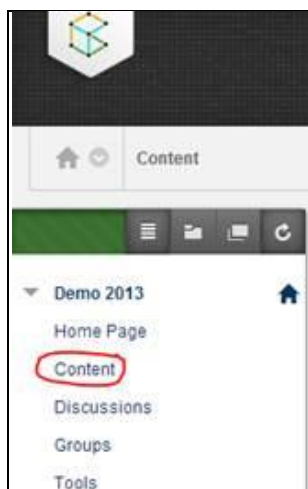 Content
Demo 2013
Home Page
Content
Discussions
Groups
Tools